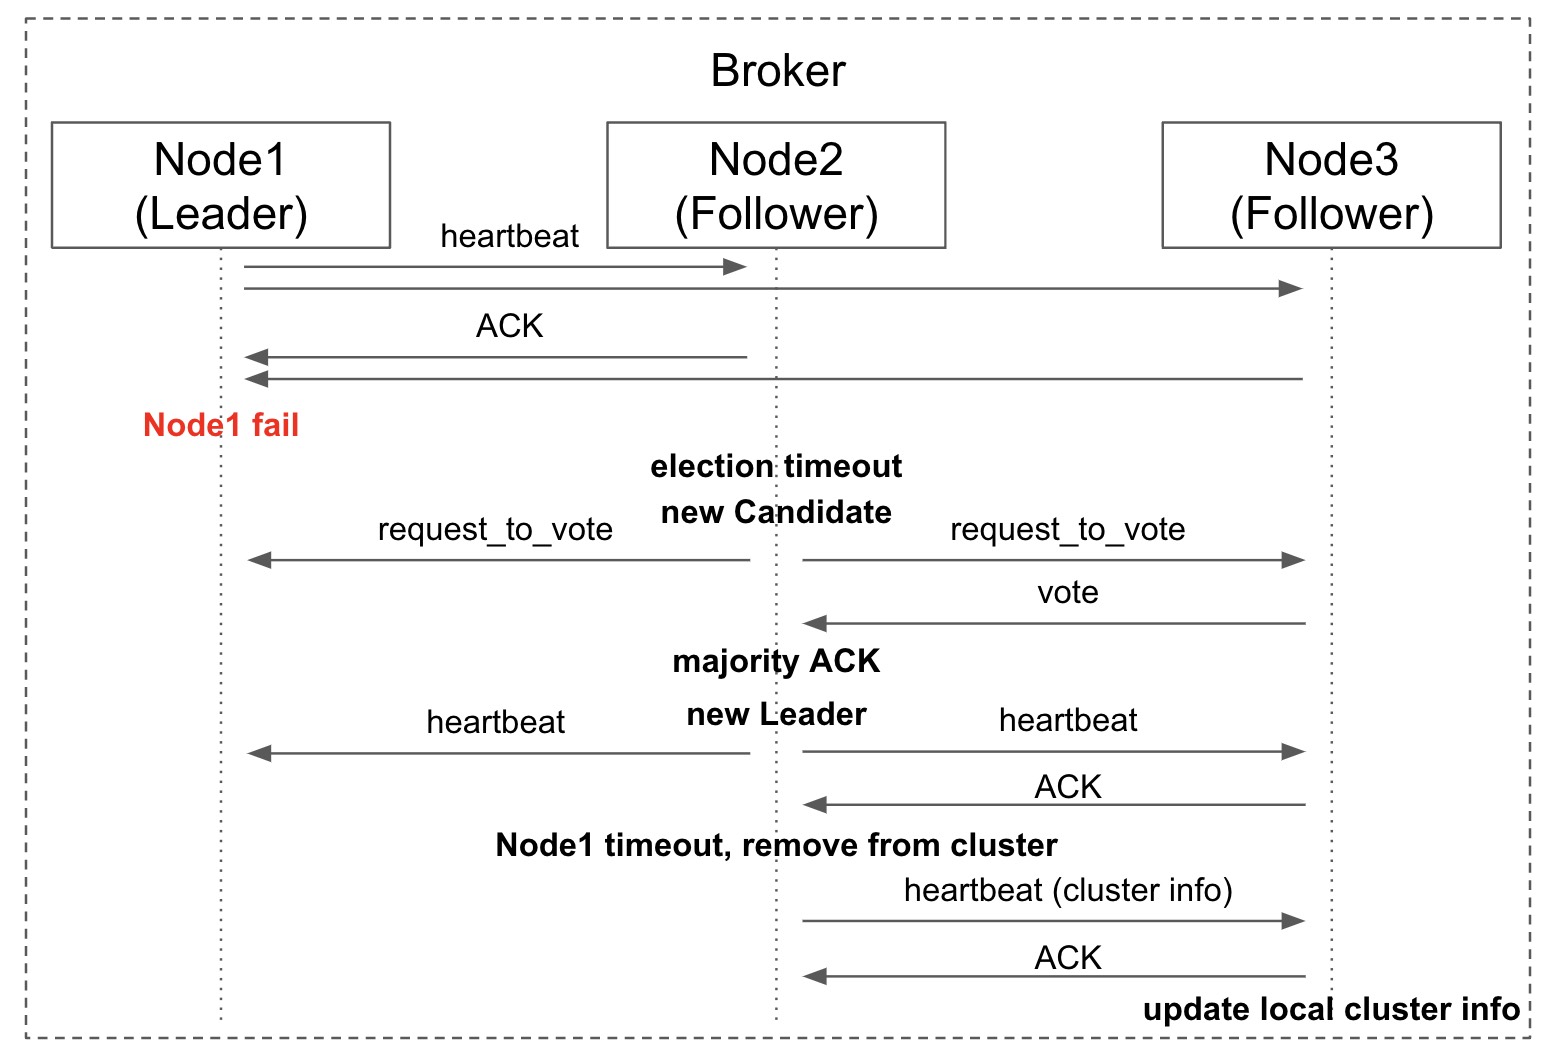 Broker
Node1
(Leader)
Node2
(Follower)
Node3
(Follower)
heartbeat
ACK
Node1 fail
election timeout
new Candidate
request_to_vote
request_to_vote
vote
majority ACK
new Leader
heartbeat
heartbeat
ACK
Node1 timeout, remove from cluster
heartbeat (cluster info)
ACK
update local cluster info